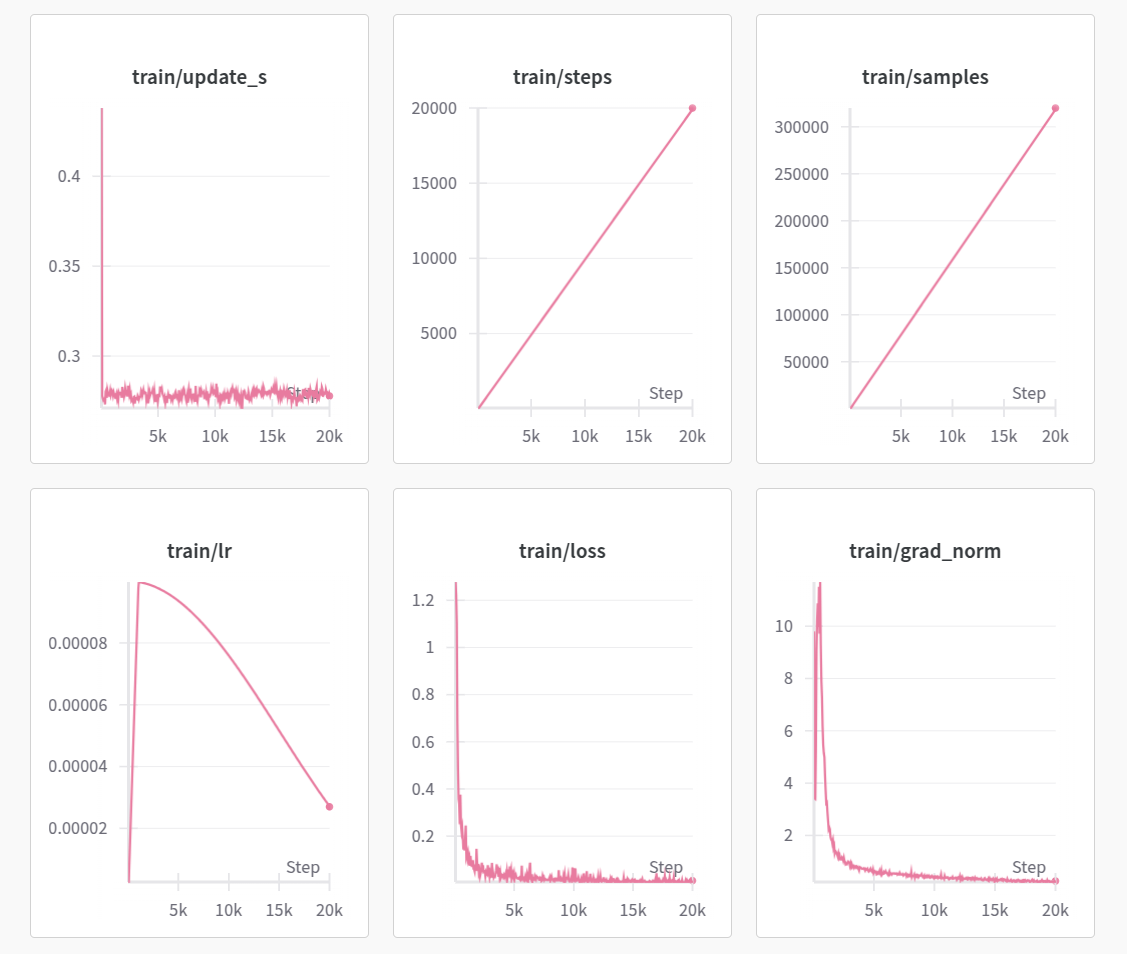 train/update_s
0.4
0.35
0.3
Step
5k 10k 15k 20k
train/steps
20000
15000
10000
5000
Step
5k 10k 15k 20k
train/samples
300000
250000
200000
150000
100000
50000
Step
5k 10k 15k 20k
train/lr
0.00008
0.00006
0.00004
0.00002
Step
5k 10k 15k 20k
train/loss
1.2
1
0.8
0.6
0.4
0.2
Step
5k 10k 15k 20k
train/grad_norm
10
8
6
4
2
Step
5k 10k 15k 20k